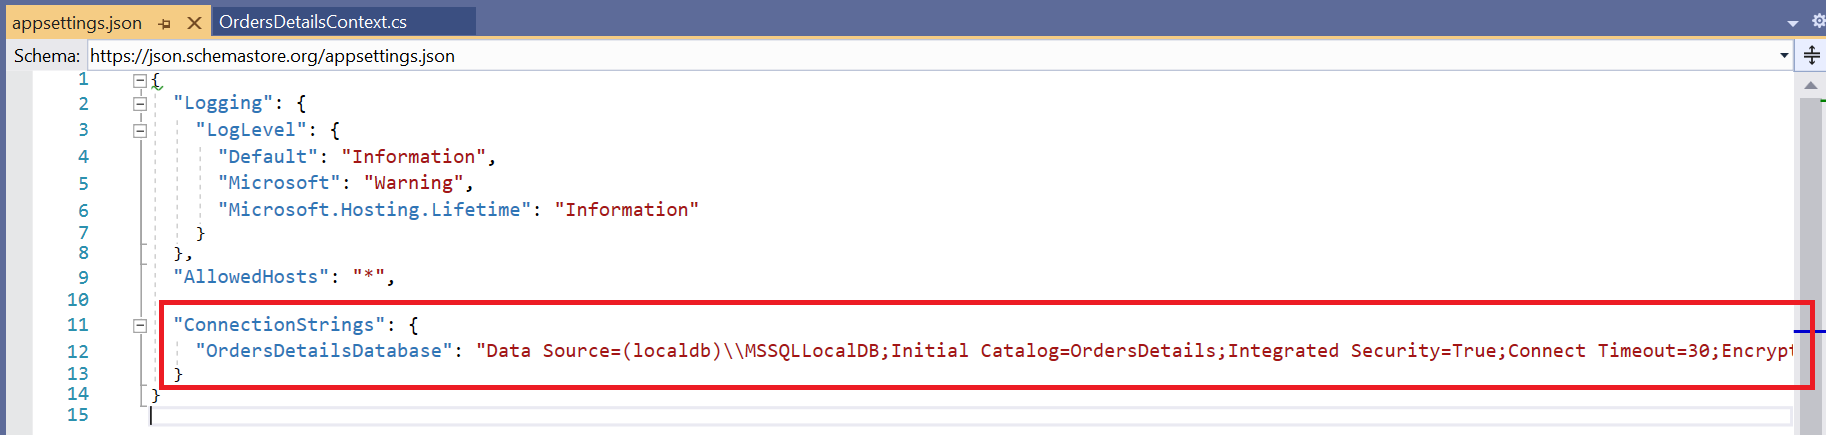 appsettings.json
OrdersDetailsContext.cs
Schema: https://json.schemastore.org/appsettings.json
1 {
2 "Logging": {
3 "LogLevel": {
4 "Default": "Information",
5 "Microsoft": "Warning",
6 "Microsoft.Hosting.Lifetime": "Information"
7 }
8 },
9 "AllowedHosts": "*",
10
11 "ConnectionStrings": {
12 "OrdersDetailsDatabase": "Data Source=(localdb)\\MSSQLLocalDB;Initial Catalog=OrdersDetails;Integrated Security=True;Connect Timeout=30;Encrypt
13 }
14 }
15